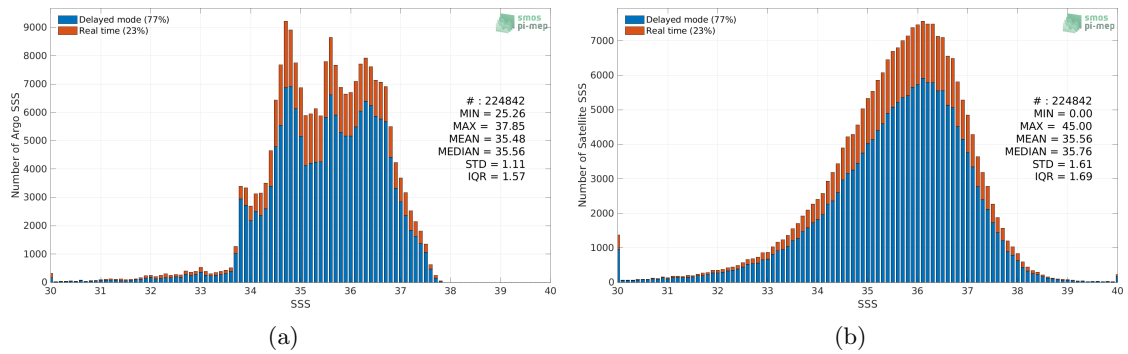 Delayed mode (77%)
Real time (23%)
smos
pi-mep
9000
8000
7000
6000
5000
4000
3000
2000
1000
0
Number of Argo SSS
# : 224842
MIN = 25.26
MAX = 37.85
MEAN = 35.48
MEDIAN = 35.56
STD = 1.11
IQR = 1.57
30 31 32 33 34 35 36 37 38 39 40
SSS
(a)
Delayed mode (77%)
Real time (23%)
smos
pi-mep
7000
6000
5000
4000
3000
2000
1000
0
Number of Satellite SSS
# : 224842
MIN = 0.00
MAX = 45.00
MEAN = 35.56
MEDIAN = 35.76
STD = 1.61
IQR = 1.69
30 31 32 33 34 35 36 37 38 39 40
SSS
(b)